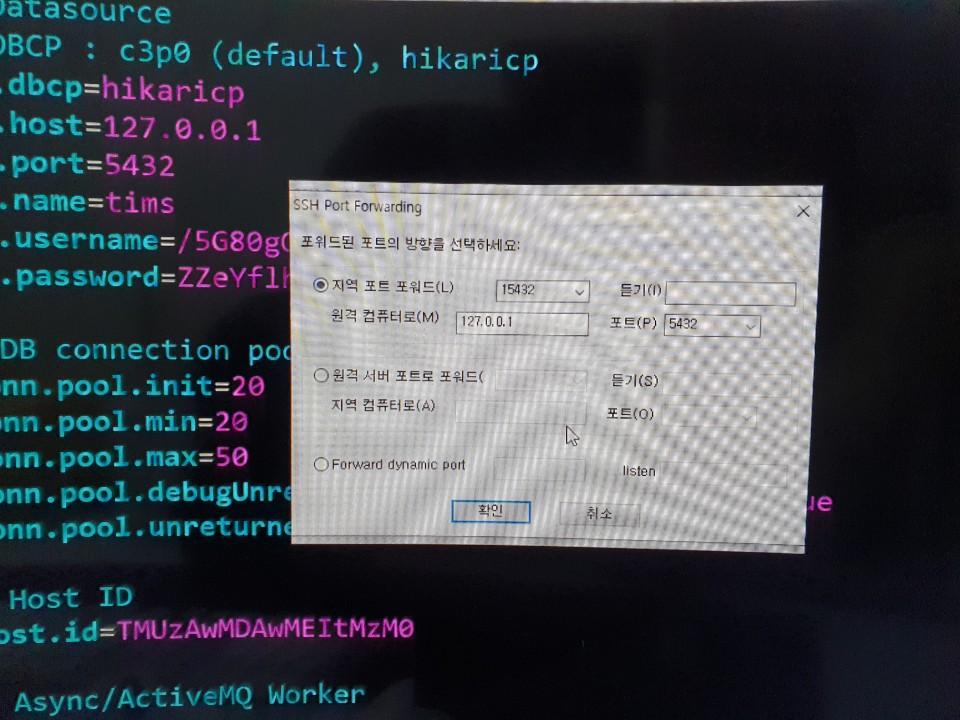 Datasource
DBCP : c3p0 (default), hikaricp
.dbcp=hikaricp
.host=127.0.0.1
.port=5432
.name=tims
.username=/5G80g
.password=ZZeYfl
DB connection poo
onn.pool.init=20
onn.pool.min=20
onn.pool.max=50
onn.pool.debugUnre
ue
onn.pool.unreturne
Host ID
ost.id=TMUzAwMDAwMEItMzM0
Async/ActiveMQ Worker
SSH Port Forwarding
포워드된 포트의 방향을 선택하세요:
지역 포트 포워드(L) 15432 듣기(I)
원격 컴퓨터로(M) 127.0.0.1 포트(P) 5432
원격 서버 포트로 포워드( 듣기(S)
지역 컴퓨터로(A) 포트(O)
Forward dynamic port listen
확인 취소